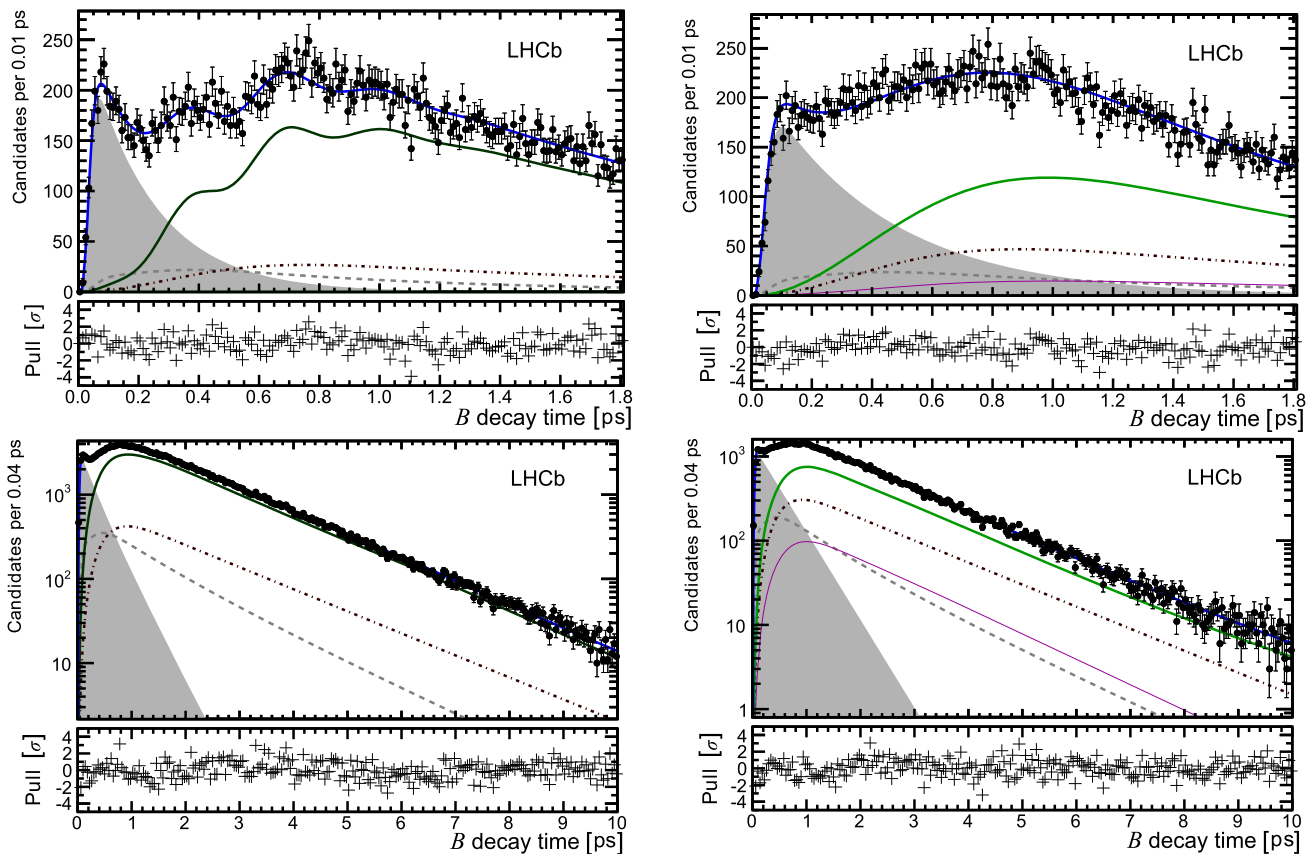 Candidates per 0.01 ps
250
200
150
100
50
0
LHCb
Pull [σ]
4
2
0
-2
-4
0.0 0.2 0.4 0.6 0.8 1.0 1.2 1.4 1.6 1.8
B decay time [ps]
Candidates per 0.01 ps
250
200
150
100
50
0
LHCb
Pull [σ]
4
2
0
-2
-4
0.0 0.2 0.4 0.6 0.8 1.0 1.2 1.4 1.6 1.8
B decay time [ps]
Candidates per 0.04 ps
10³
10²
10
LHCb
Pull [σ]
4
2
0
-2
-4
0 1 2 3 4 5 6 7 8 9 10
B decay time [ps]
Candidates per 0.04 ps
10³
10²
10
1
LHCb
Pull [σ]
4
2
0
-2
-4
0 1 2 3 4 5 6 7 8 9 10
B decay time [ps]